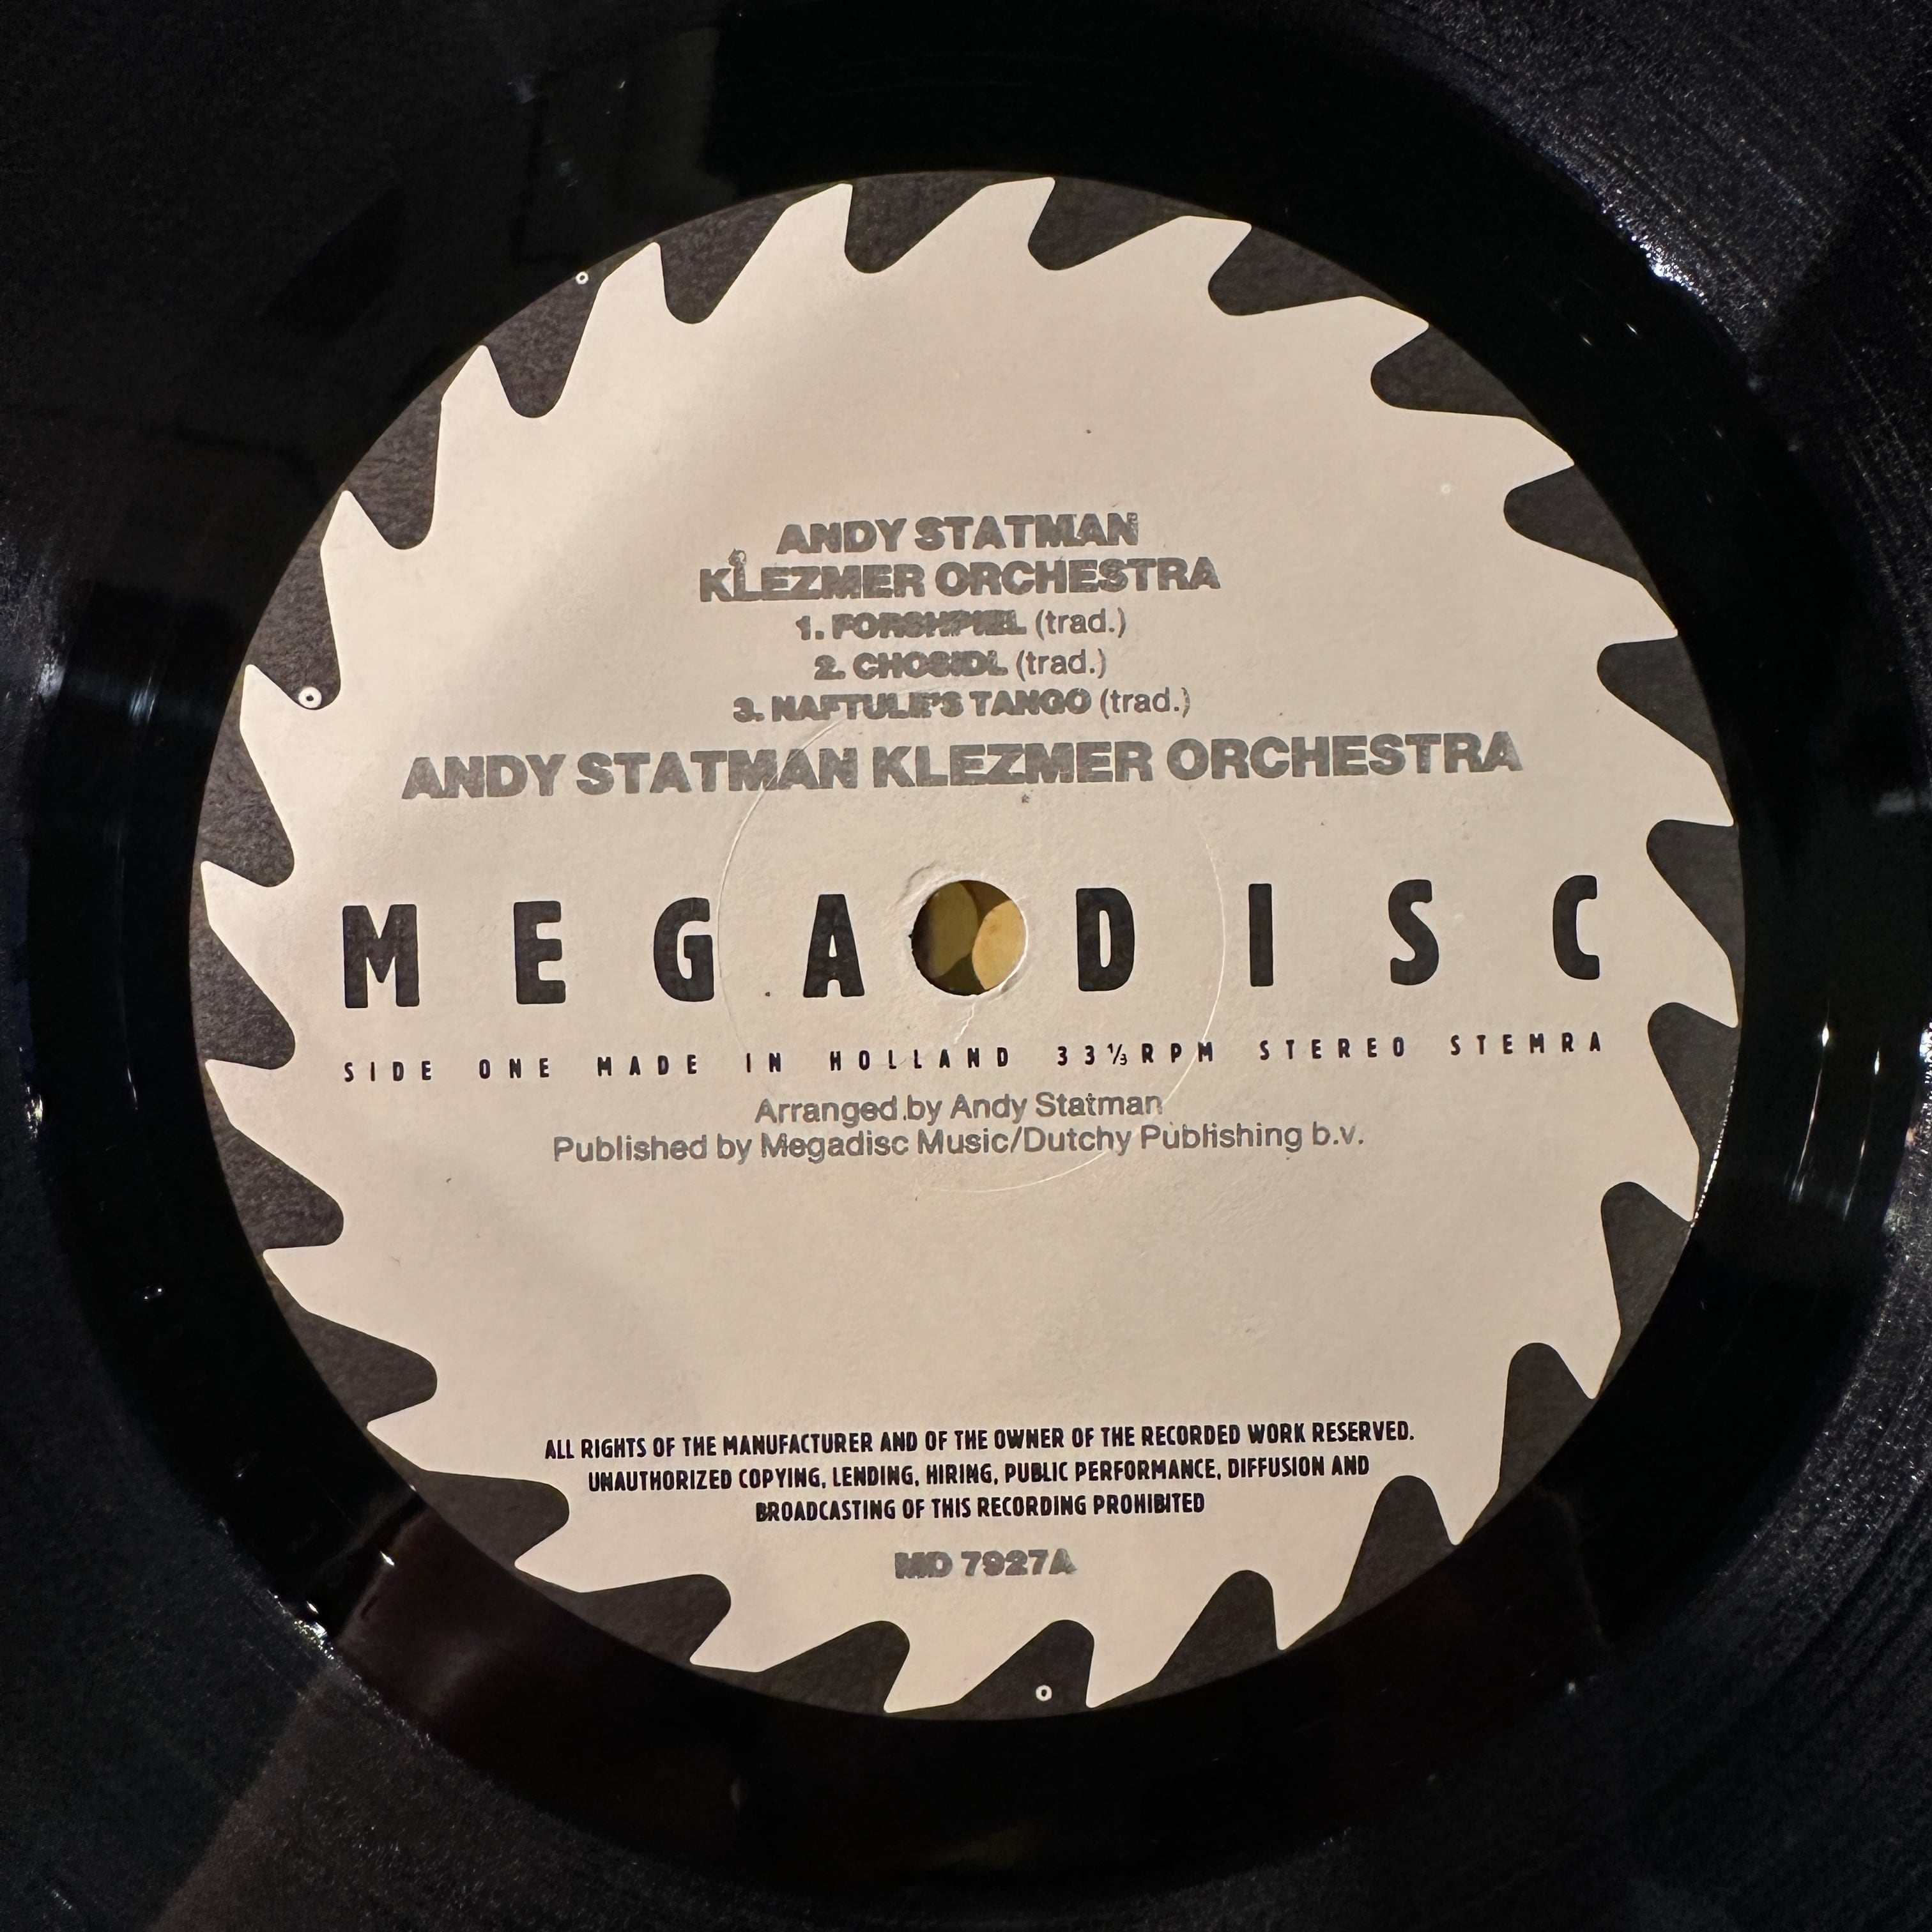 ANDY STATMAN
KLEZMER ORCHESTRA
1. FORSHPIEL (trad.)
2. CHOSIDL (trad.)
3. NAFTULE'S TANGO (trad.)
ANDY STATMAN KLEZMER ORCHESTRA
MEGADISC
SIDE ONE MADE IN HOLLAND 33⅓RPM STEREO STEMRA
Arranged by Andy Statman
Published by Megadisc Music/Dutchy Publishing b.v.
ALL RIGHTS OF THE MANUFACTURER AND OF THE OWNER OF THE RECORDED WORK RESERVED.
UNAUTHORIZED COPYING, LENDING, HIRING, PUBLIC PERFORMANCE, DIFFUSION AND
BROADCASTING OF THIS RECORDING PROHIBITED
MD 7927A